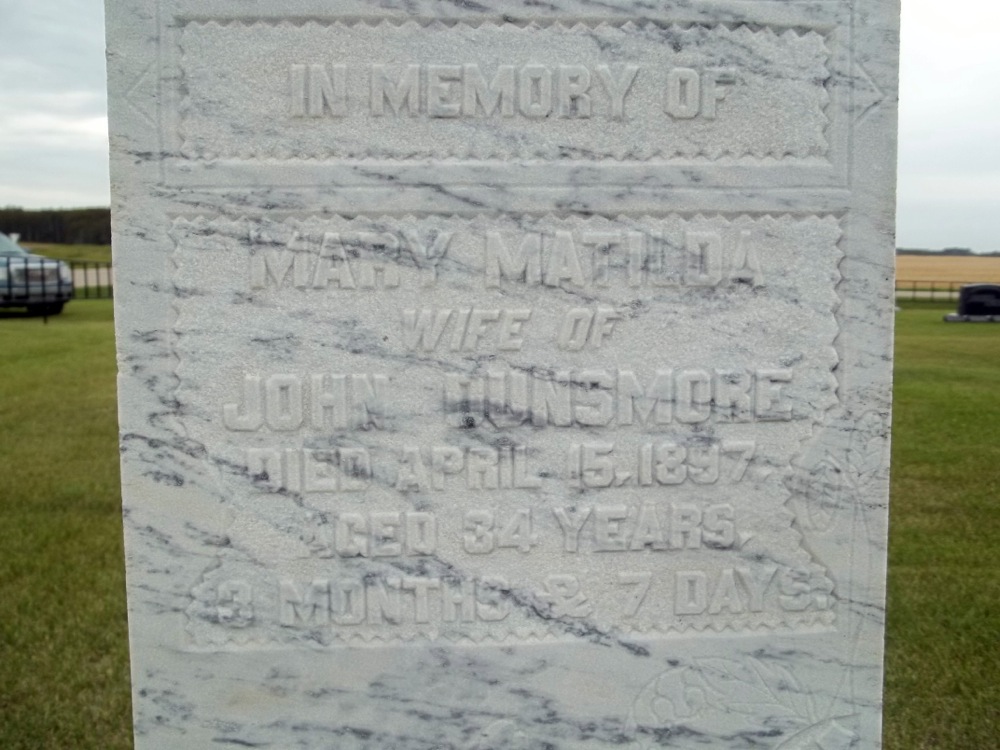 IN MEMORY OF
MARY MATILDA
WIFE OF
JOHN DUNSMORE
DIED APRIL 15, 1897.
AGED 34 YEARS,
3 MONTHS & 7 DAYS.